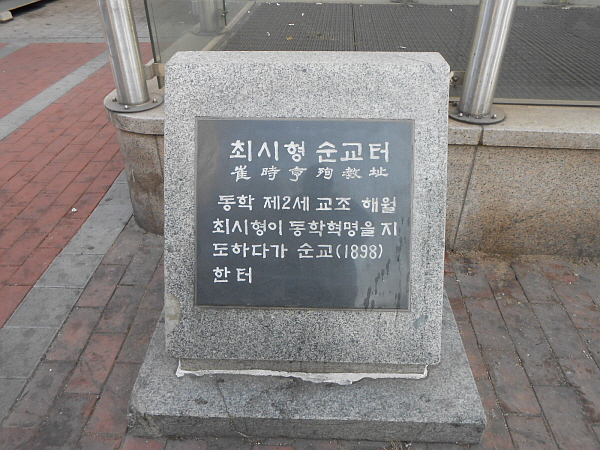 최시형 순교터
崔時亨殉教址
동학 제2세 교조 해월
최시형이 동학혁명을 지
도하다가 순교(1898)
한 터